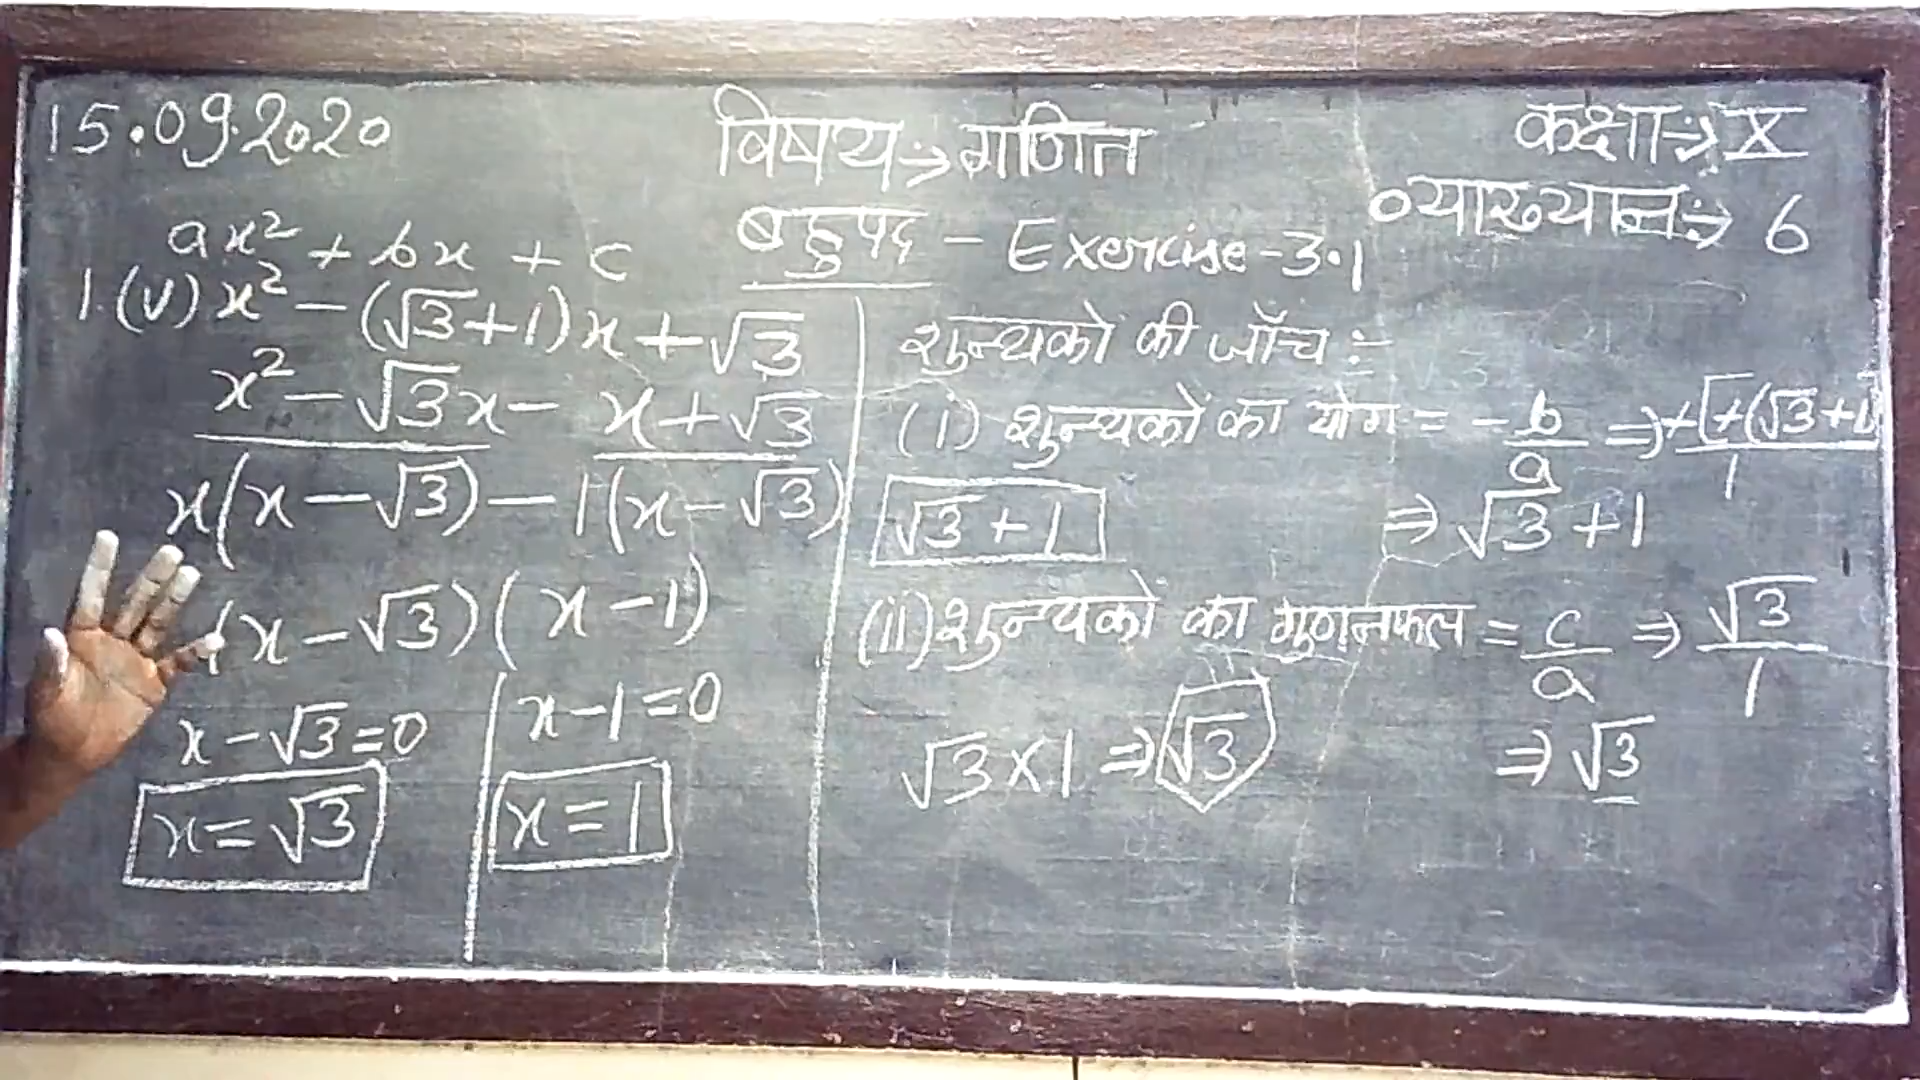 15.09.2020
विषय :→ गणित
कक्षा :→ X
व्याख्यान :→ 6
बहुपद – Exercise-3.1
ax² + bx + c
1.(v) x² – (√3+1)x + √3
x² – √3x – x + √3
x(x – √3) – 1(x – √3)
(x – √3)(x – 1)
x – √3 = 0
x = √3
x – 1 = 0
x = 1
शुन्यकों की जाँच :–
(i) शुन्यकों का योग = -b/a ⇒ +[+(√3+1)]/1
√3 + 1
⇒ √3 + 1
(ii) शुन्यकों का गुणनफल = c/a ⇒ √3/1
√3 × 1 ⇒ √3
⇒ √3